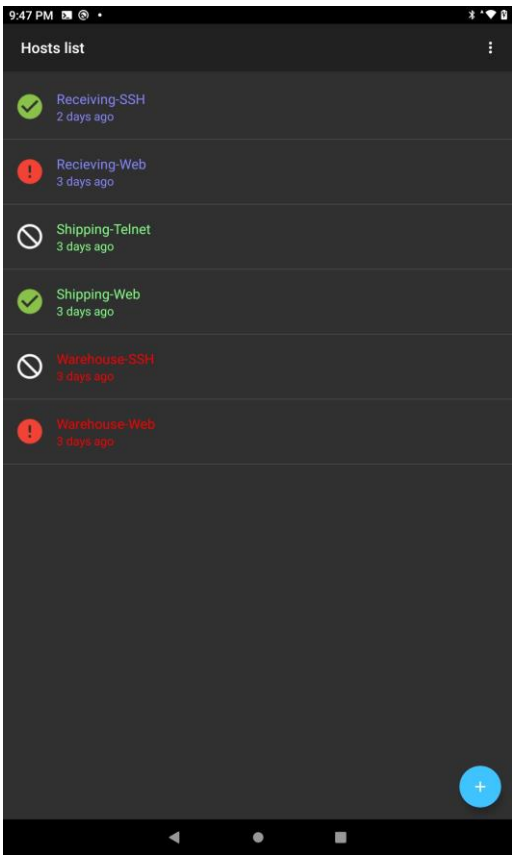 9:47 PM
Hosts list
Receiving-SSH
2 days ago
Recieving-Web
3 days ago
Shipping-Telnet
3 days ago
Shipping-Web
3 days ago
Warehouse-SSH
3 days ago
Warehouse-Web
3 days ago